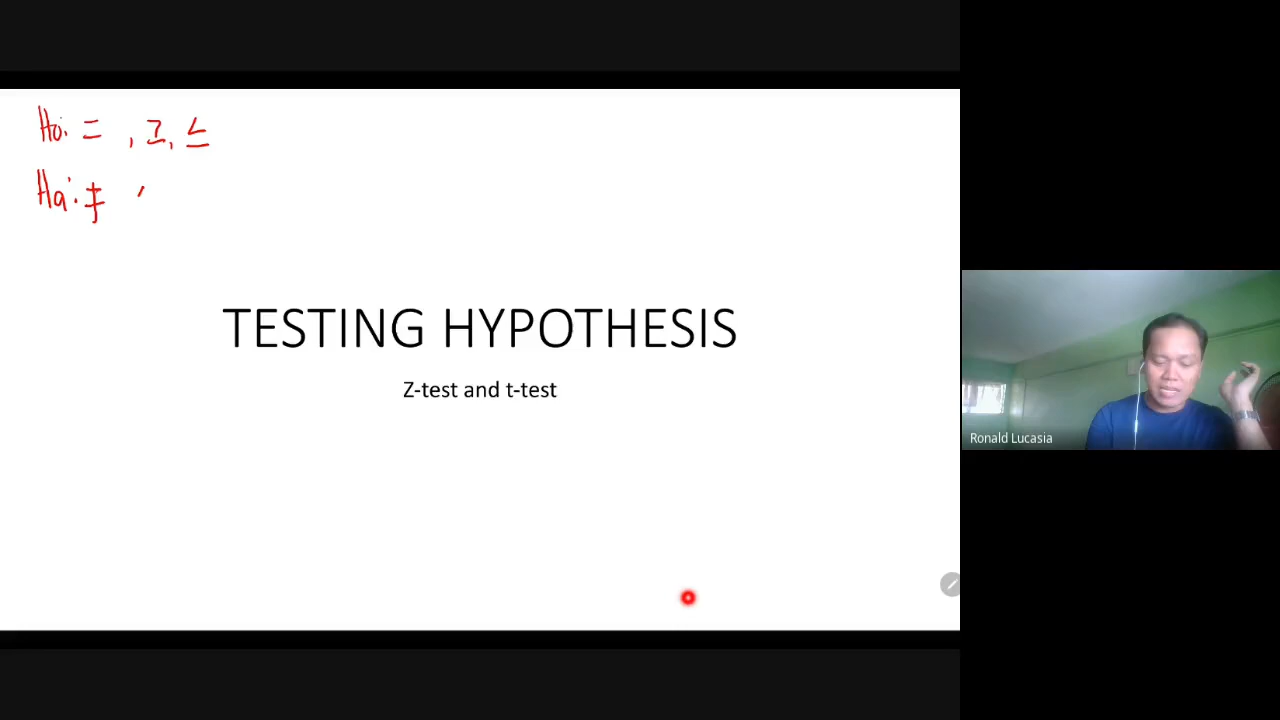 Ho: = , ≥, ≤
Ha: ≠
TESTING HYPOTHESIS
Z-test and t-test
Ronald Lucasia